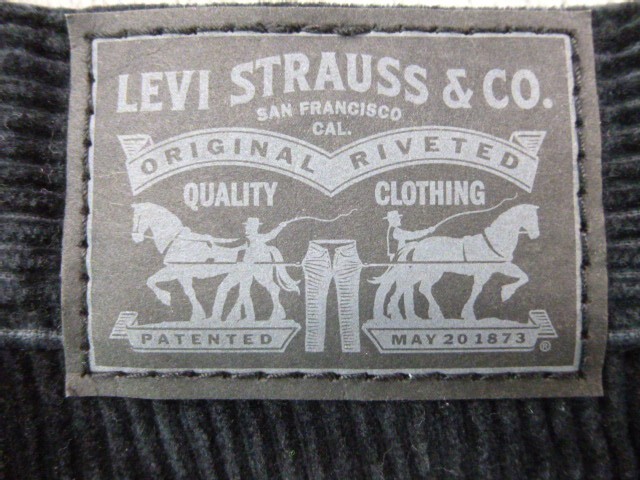 LEVI STRAUSS & CO.
SAN FRANCISCO
CAL.
ORIGINAL RIVETED
QUALITY CLOTHING
PATENTED MAY 20 1873 ®